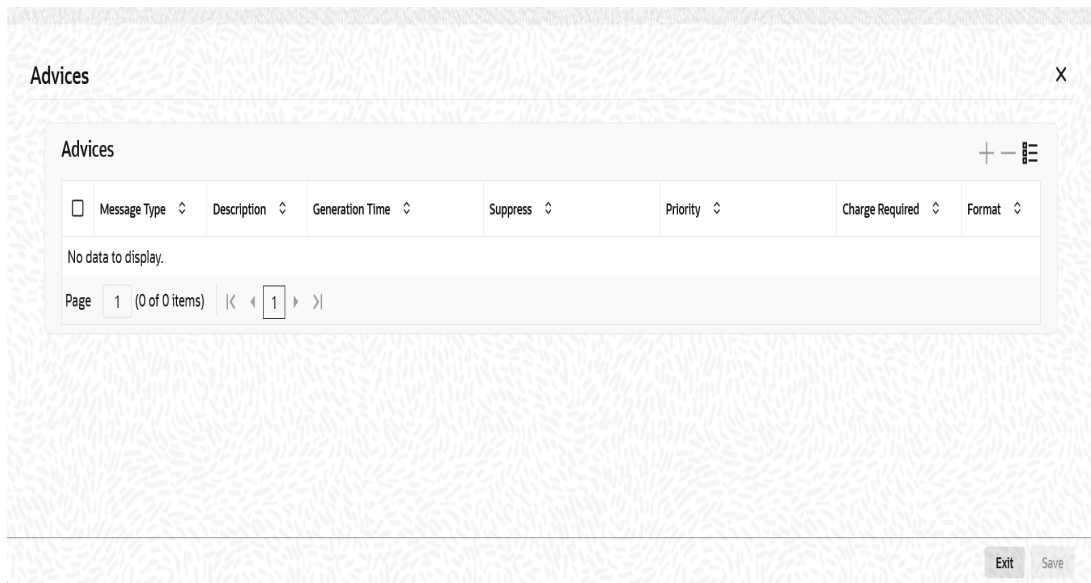 Advices X
Advices
Message Type Description Generation Time Suppress Priority Charge Required Format
No data to display.
Page 1 (0 of 0 items) 1
Exit Save